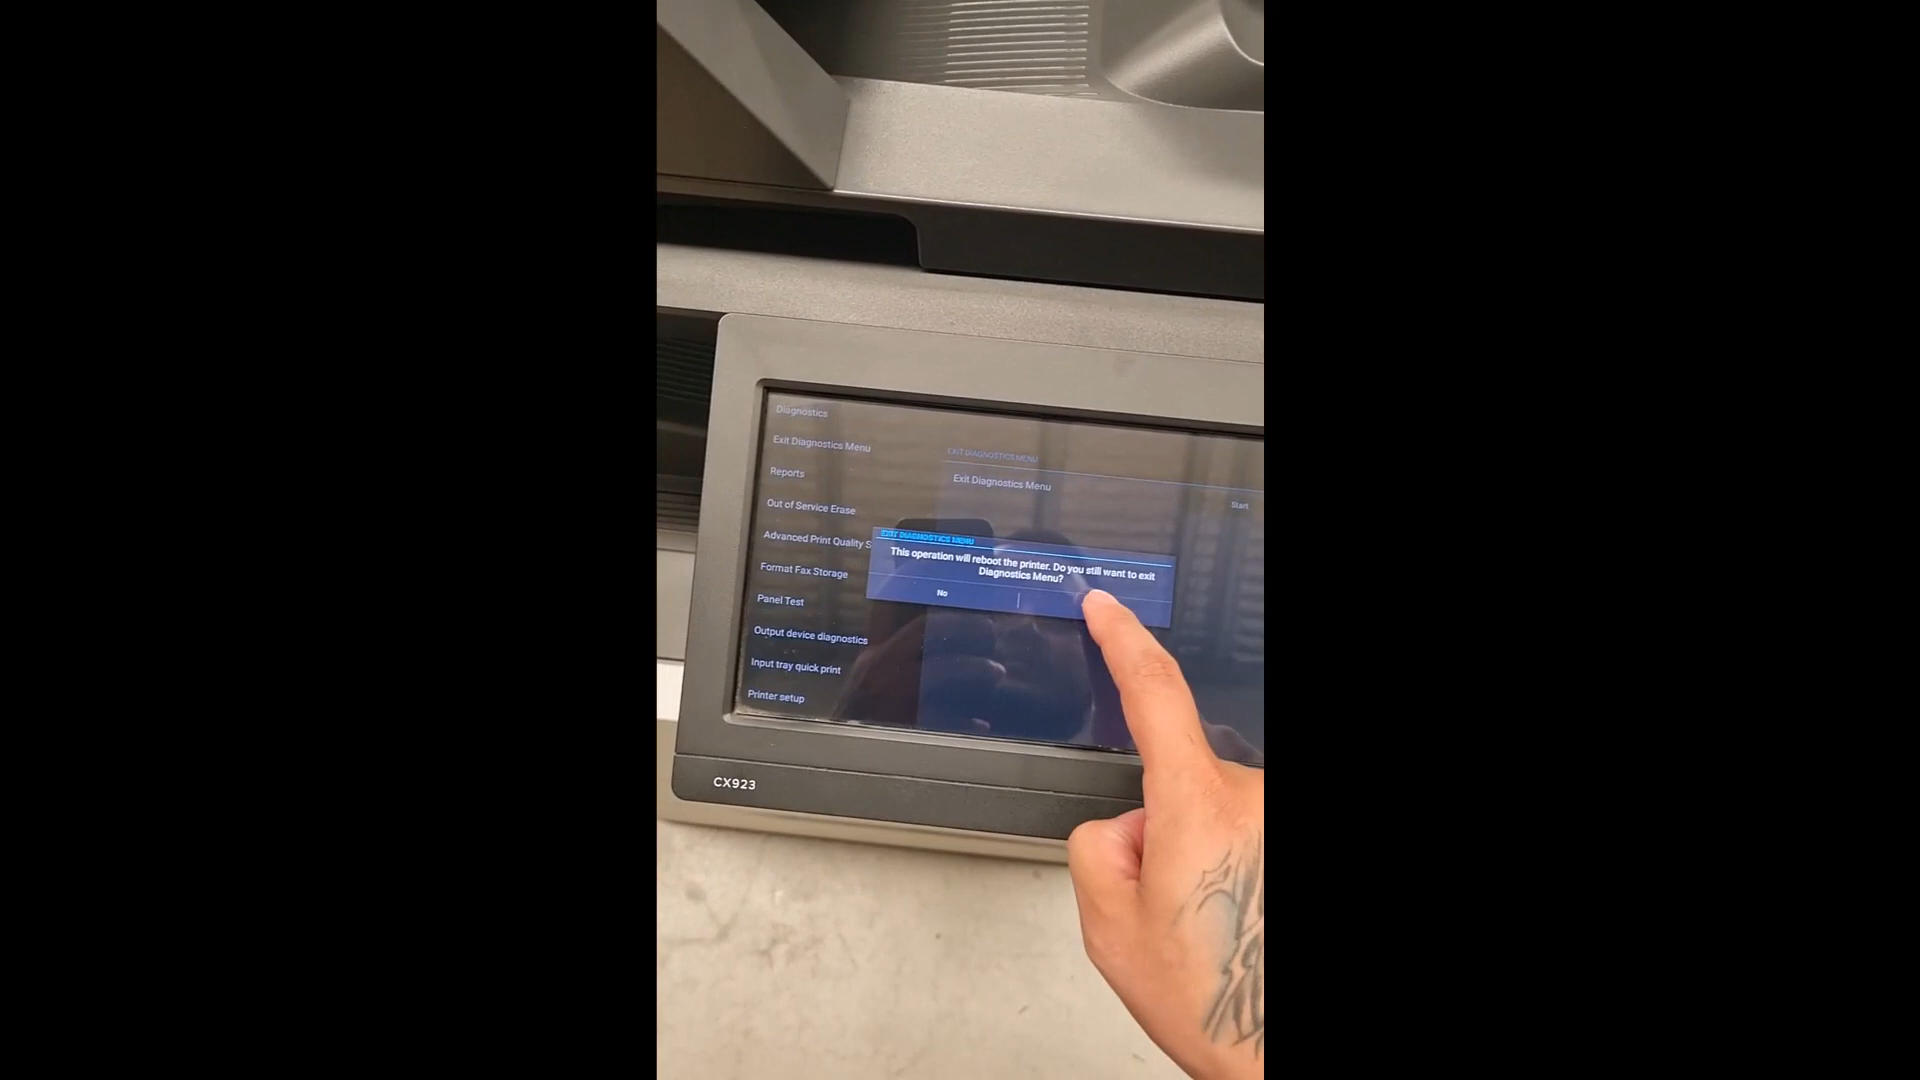 Diagnostics
Exit Diagnostics Menu
Reports
Out of Service Erase
Advanced Print Quality S
Format Fax Storage
Panel Test
Output device diagnostics
Input tray quick print
Printer setup
EXIT DIAGNOSTICS MENU
Exit Diagnostics Menu
Start
EXIT DIAGNOSTICS MENU
This operation will reboot the printer. Do you still want to exit
Diagnostics Menu?
No
CX923